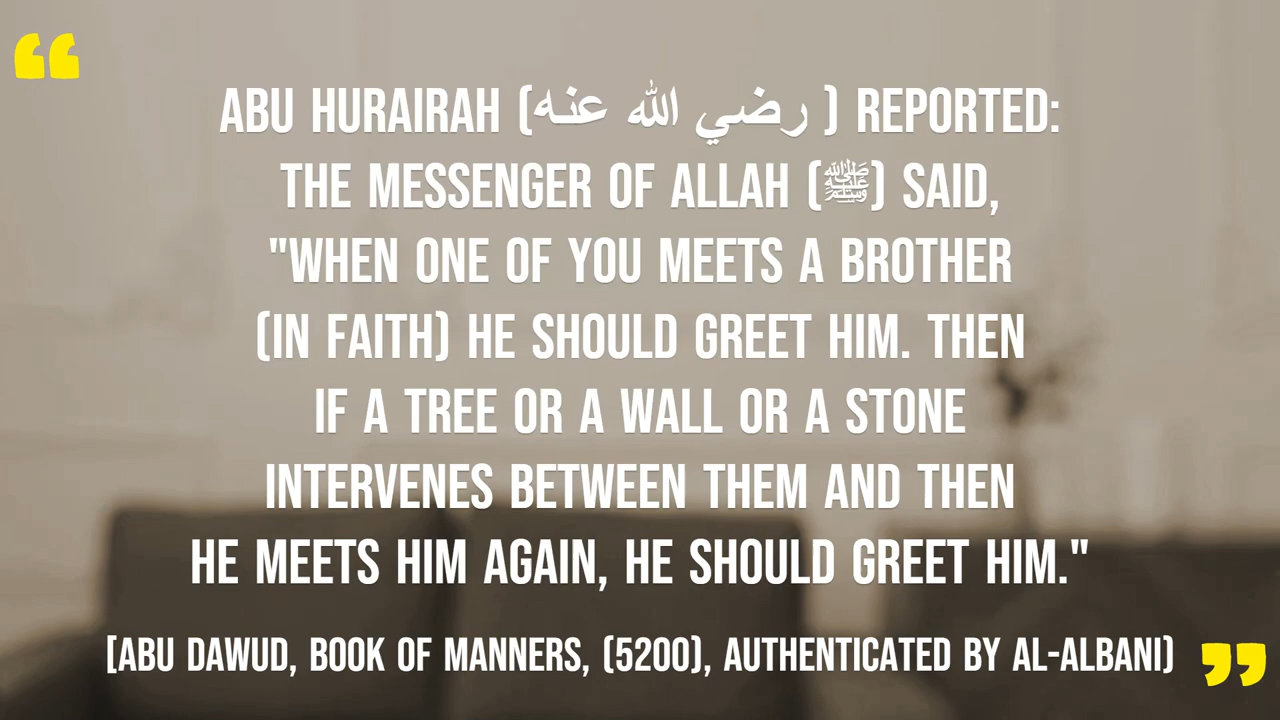 ABU HURAIRAH (رضي الله عنه ) REPORTED:
THE MESSENGER OF ALLAH (ﷺ) SAID,
"WHEN ONE OF YOU MEETS A BROTHER
(IN FAITH) HE SHOULD GREET HIM. THEN
IF A TREE OR A WALL OR A STONE
INTERVENES BETWEEN THEM AND THEN
HE MEETS HIM AGAIN, HE SHOULD GREET HIM."
[ABU DAWUD, BOOK OF MANNERS, (5200), AUTHENTICATED BY AL-ALBANI)